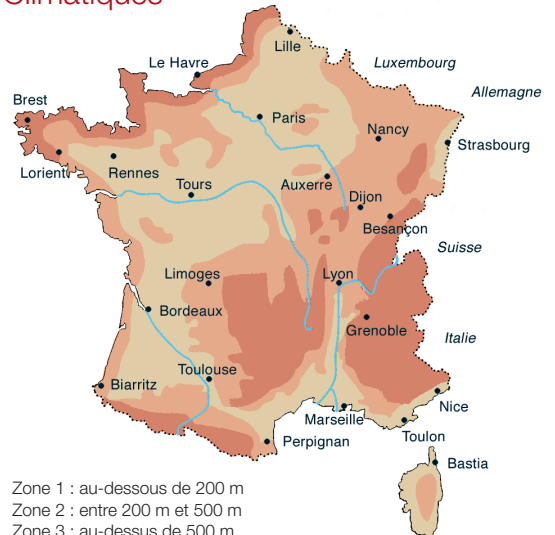 Climatiques
Lille
Le Havre
Luxembourg
Allemagne
Brest
Paris
Nancy
Strasbourg
Lorient
Rennes
Auxerre
Tours
Dijon
Besançon
Suisse
Limoges
Lyon
Bordeaux
Grenoble
Italie
Toulouse
Biarritz
Nice
Marseille
Toulon
Perpignan
Bastia
Zone 1 : au-dessous de 200 m
Zone 2 : entre 200 m et 500 m
Zone 3 : au-dessus de 500 m